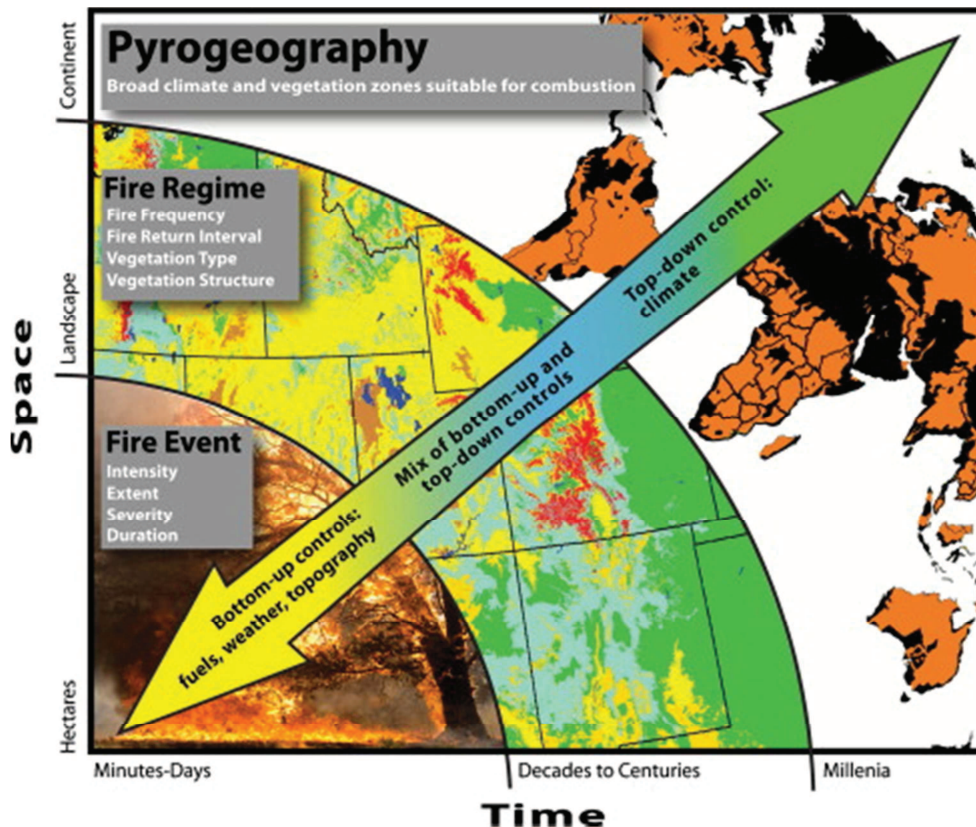 Pyrogeography
Broad climate and vegetation zones suitable for combustion
Fire Regime
Fire Frequency
Fire Return Interval
Vegetation Type
Vegetation Structure
Fire Event
Intensity
Extent
Severity
Duration
Top-down control:
climate
Mix of bottom-up and
top-down controls
Bottom-up controls:
fuels, weather, topography
Space
Continent
Landscape
Hectares
Minutes-Days
Decades to Centuries
Millenia
Time